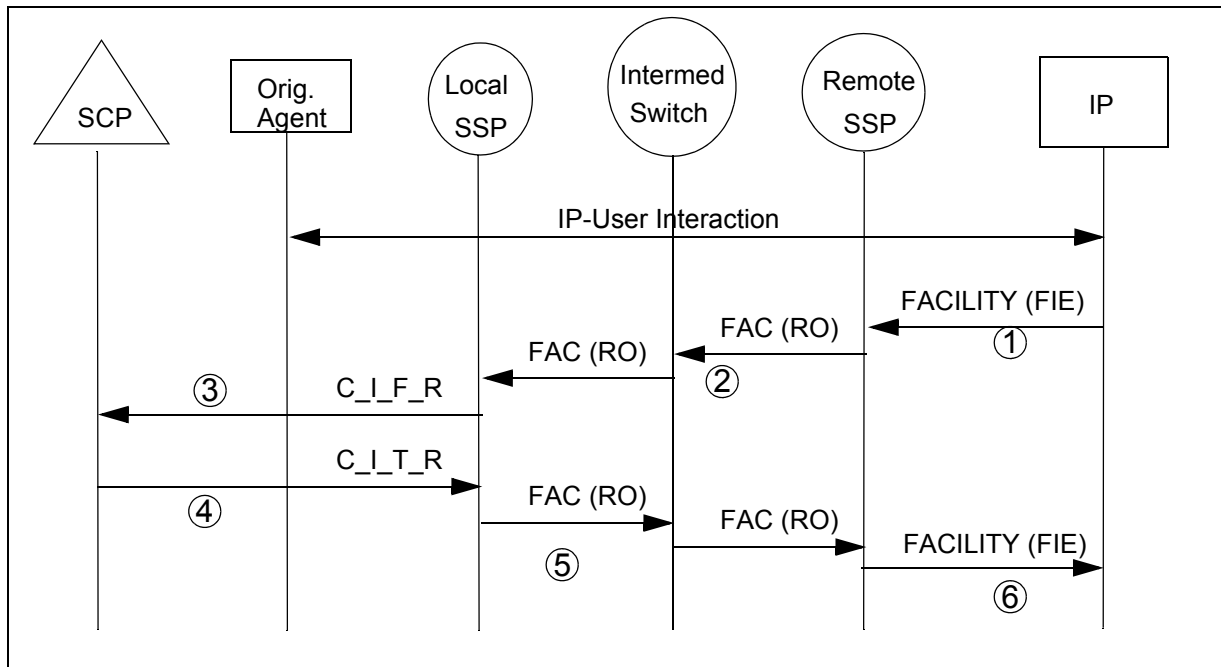 SCP
Orig.
Agent
Local
SSP
Intermed
Switch
Remote
SSP
IP
IP-User Interaction
FACILITY (FIE)
①
FAC (RO)
②
FAC (RO)
C_I_F_R
③
C_I_T_R
④
FAC (RO)
⑤
FAC (RO)
FACILITY (FIE)
⑥